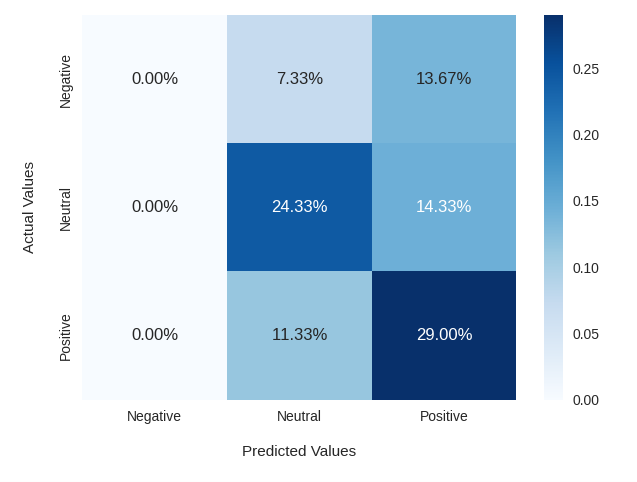 Actual Values
Negative
0.00% 7.33% 13.67%
Neutral
0.00% 24.33% 14.33%
Positive
0.00% 11.33% 29.00%
Negative Neutral Positive
Predicted Values
0.25
0.20
0.15
0.10
0.05
0.00